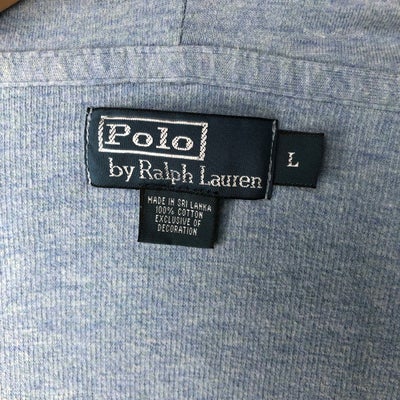 Polo
by Ralph Lauren
L
MADE IN SRI LANKA
100% COTTON
EXCLUSIVE OF
DECORATION